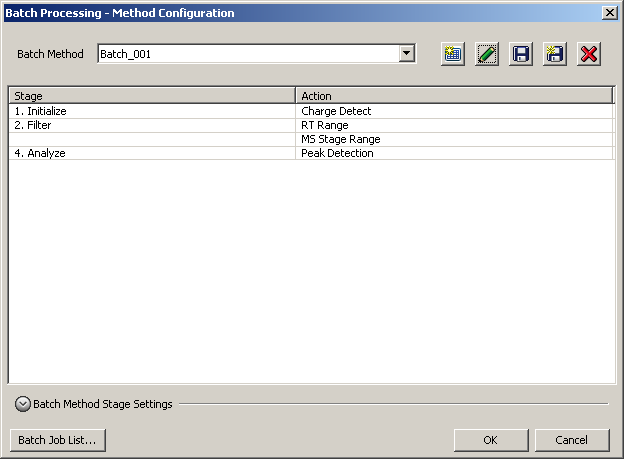 Batch Processing - Method Configuration
Batch Method Batch_001
Stage Action
1. Initialize Charge Detect
2. Filter RT Range
MS Stage Range
4. Analyze Peak Detection
Batch Method Stage Settings
Batch Job List... OK Cancel